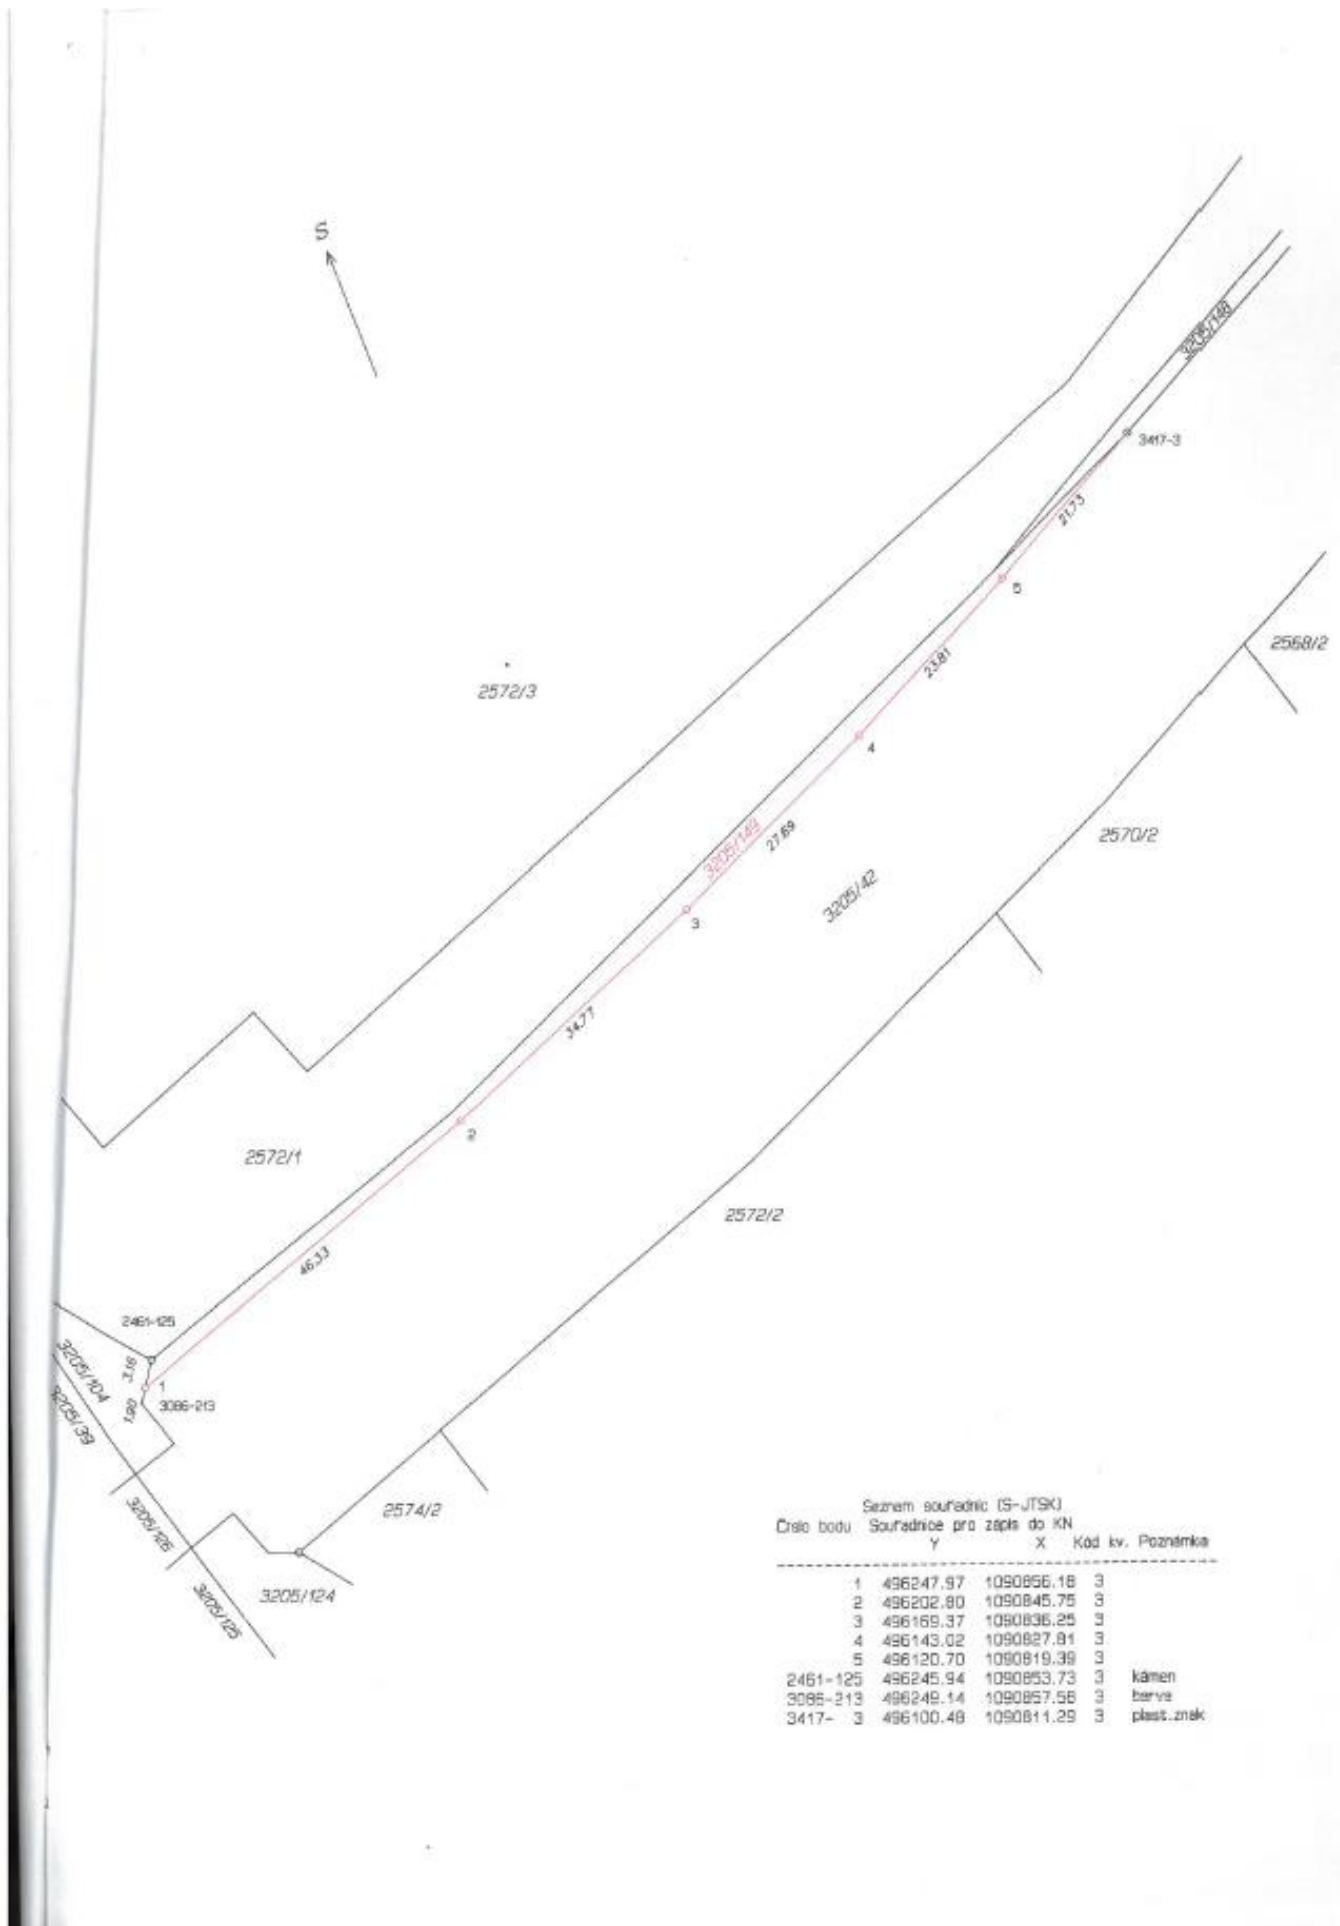 S
3205/148
3417-3
21.73
5
2568/2
2572/3
23.81
4
2570/2
3205/149
27.69
3205/42
3
34.77
2
2572/1
2572/2
46.33
2461-125
3.16
3205/104
1
1.90
3086-213
3205/39
2574/2
3205/126
3205/124
3205/125
Seznam souřadnic (S-JTSK)
Číslo bodu Souřadnice pro zápis do KN
Y X Kód kv. Poznámka
1 496247.97 1090856.18 3
2 496202.80 1090845.75 3
3 496169.37 1090836.25 3
4 496143.02 1090827.81 3
5 496120.70 1090819.39 3
2461-125 496245.94 1090853.73 3 kámen
3086-213 496249.14 1090857.56 3 barva
3417- 3 496100.48 1090811.29 3 plast.znak